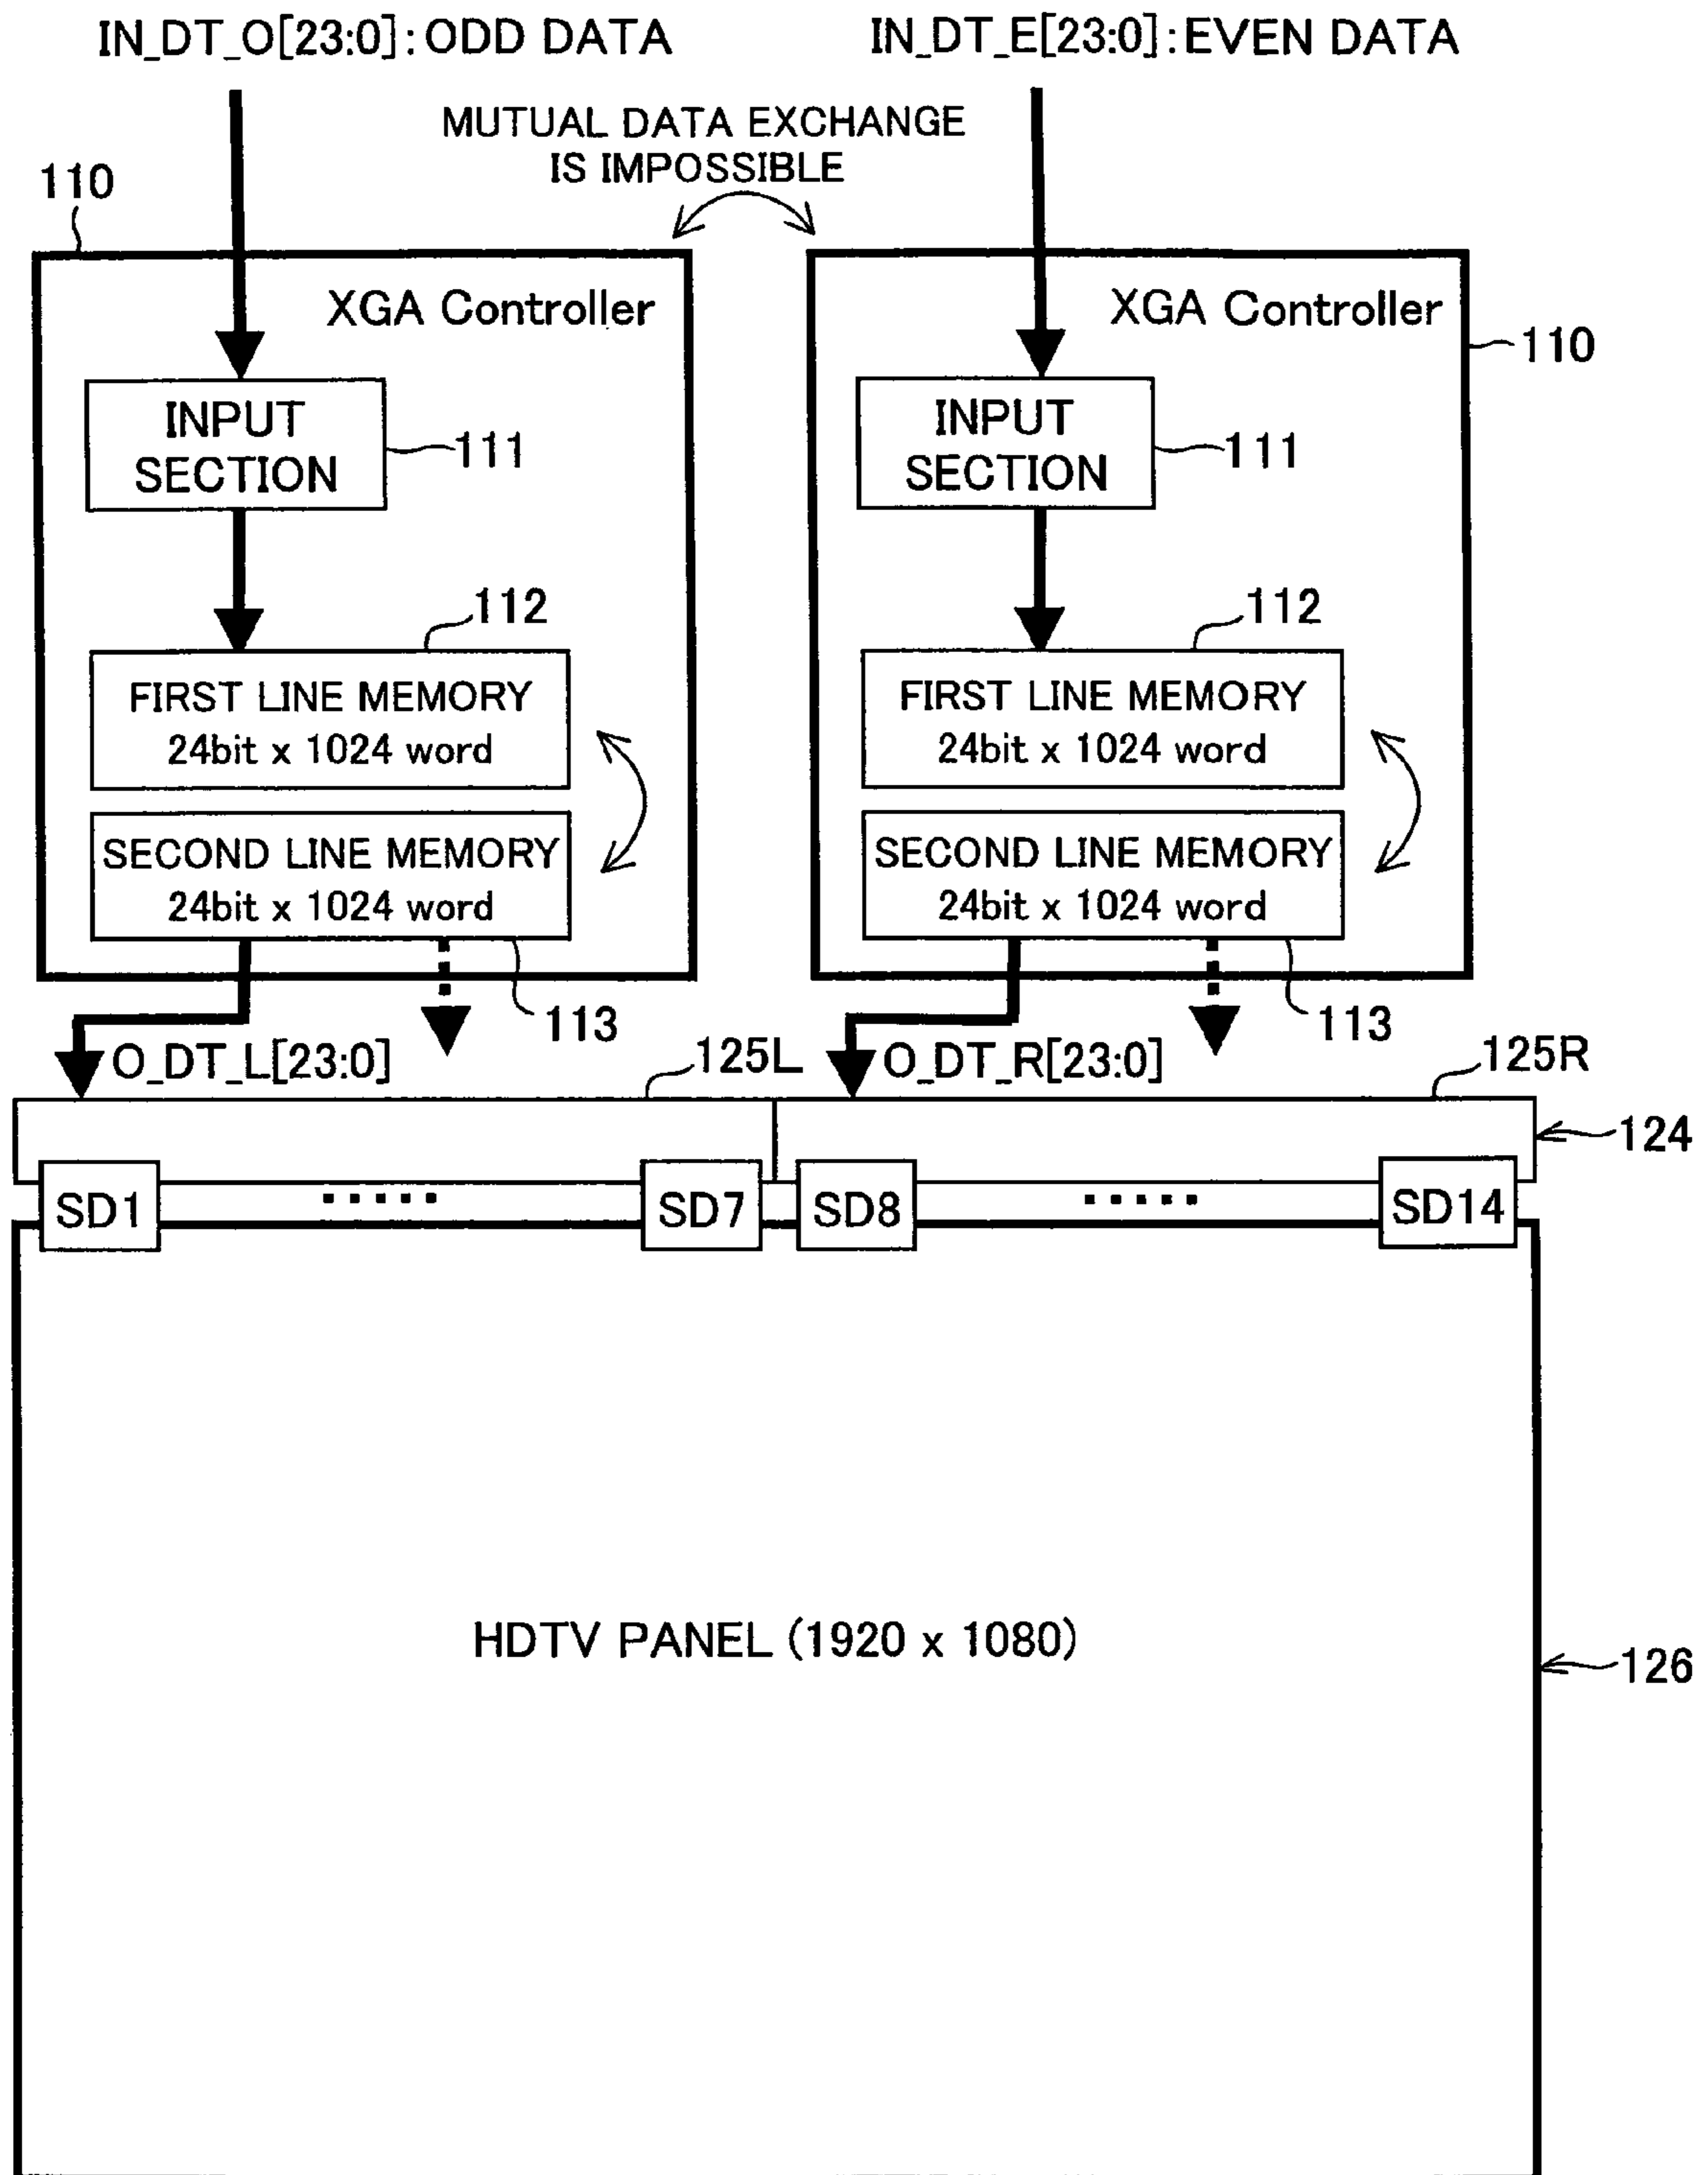 IN_DT_O[23:0]:ODD DATA
IN_DT_E[23:0]:EVEN DATA
MUTUAL DATA EXCHANGE
IS IMPOSSIBLE
110
XGA Controller
XGA Controller
110
INPUT
SECTION
111
INPUT
SECTION
111
112
112
FIRST LINE MEMORY
24bit x 1024 word
FIRST LINE MEMORY
24bit x 1024 word
SECOND LINE MEMORY
24bit x 1024 word
SECOND LINE MEMORY
24bit x 1024 word
113
113
O_DT_L[23:0]
125L
O_DT_R[23:0]
125R
124
SD1
.....
SD7
SD8
.....
SD14
HDTV PANEL (1920 x 1080)
126